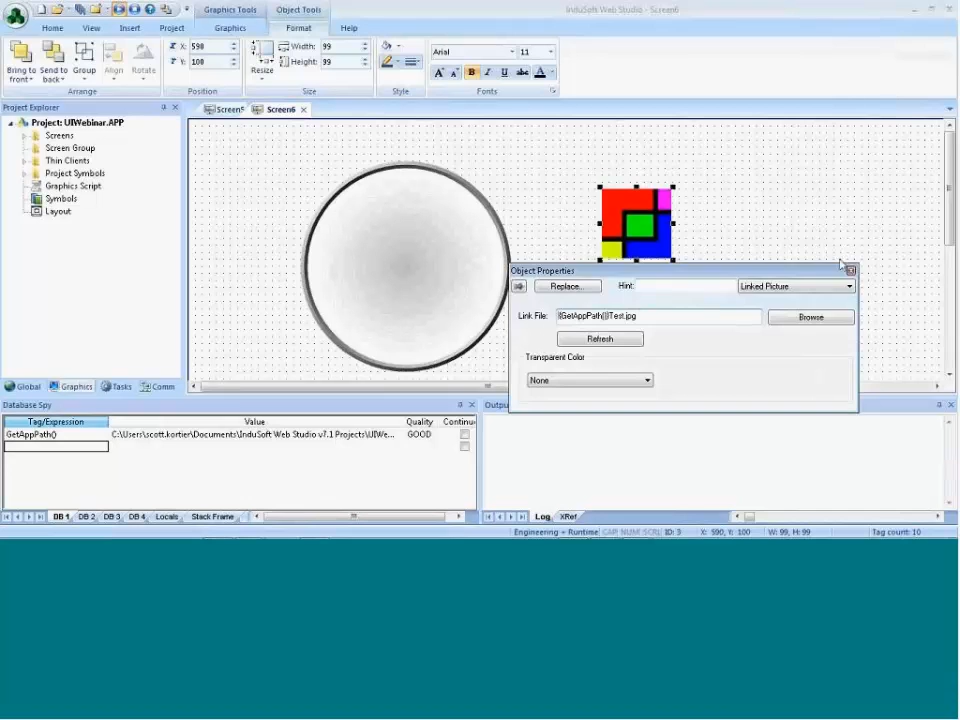 Graphics Tools Object Tools InduSoft Web Studio - Screen6
Home View Insert Project Graphics Format Help
X: 590 Width: 99 Arial 11
Y: 100 Height: 99
Bring to front Send to back Group Align Rotate Resize B I U abc A
Arrange Position Size Style Fonts
Project Explorer Screen5 Screen6
Project: UIWebinar.APP
Screens
Screen Group
Thin Clients
Project Symbols
Graphics Script
Symbols
Layout
Object Properties
Replace... Hint: Linked Picture
Link File: {GetAppPath()}Test.jpg Browse
Refresh
Transparent Color
None
Global Graphics Tasks Comm
Database Spy Outpu
Tag/Expression Value Quality Continu
GetAppPath() C:\Users\scott.kortier\Documents\InduSoft Web Studio v7.1 Projects\UIWe... GOOD
DB 1 DB 2 DB 3 DB 4 Locals Stack Frame Log XRef
Engineering + Runtime CAP NUM SCRL ID: 3 X: 590, Y: 100 W: 99, H: 99 Tag count: 10